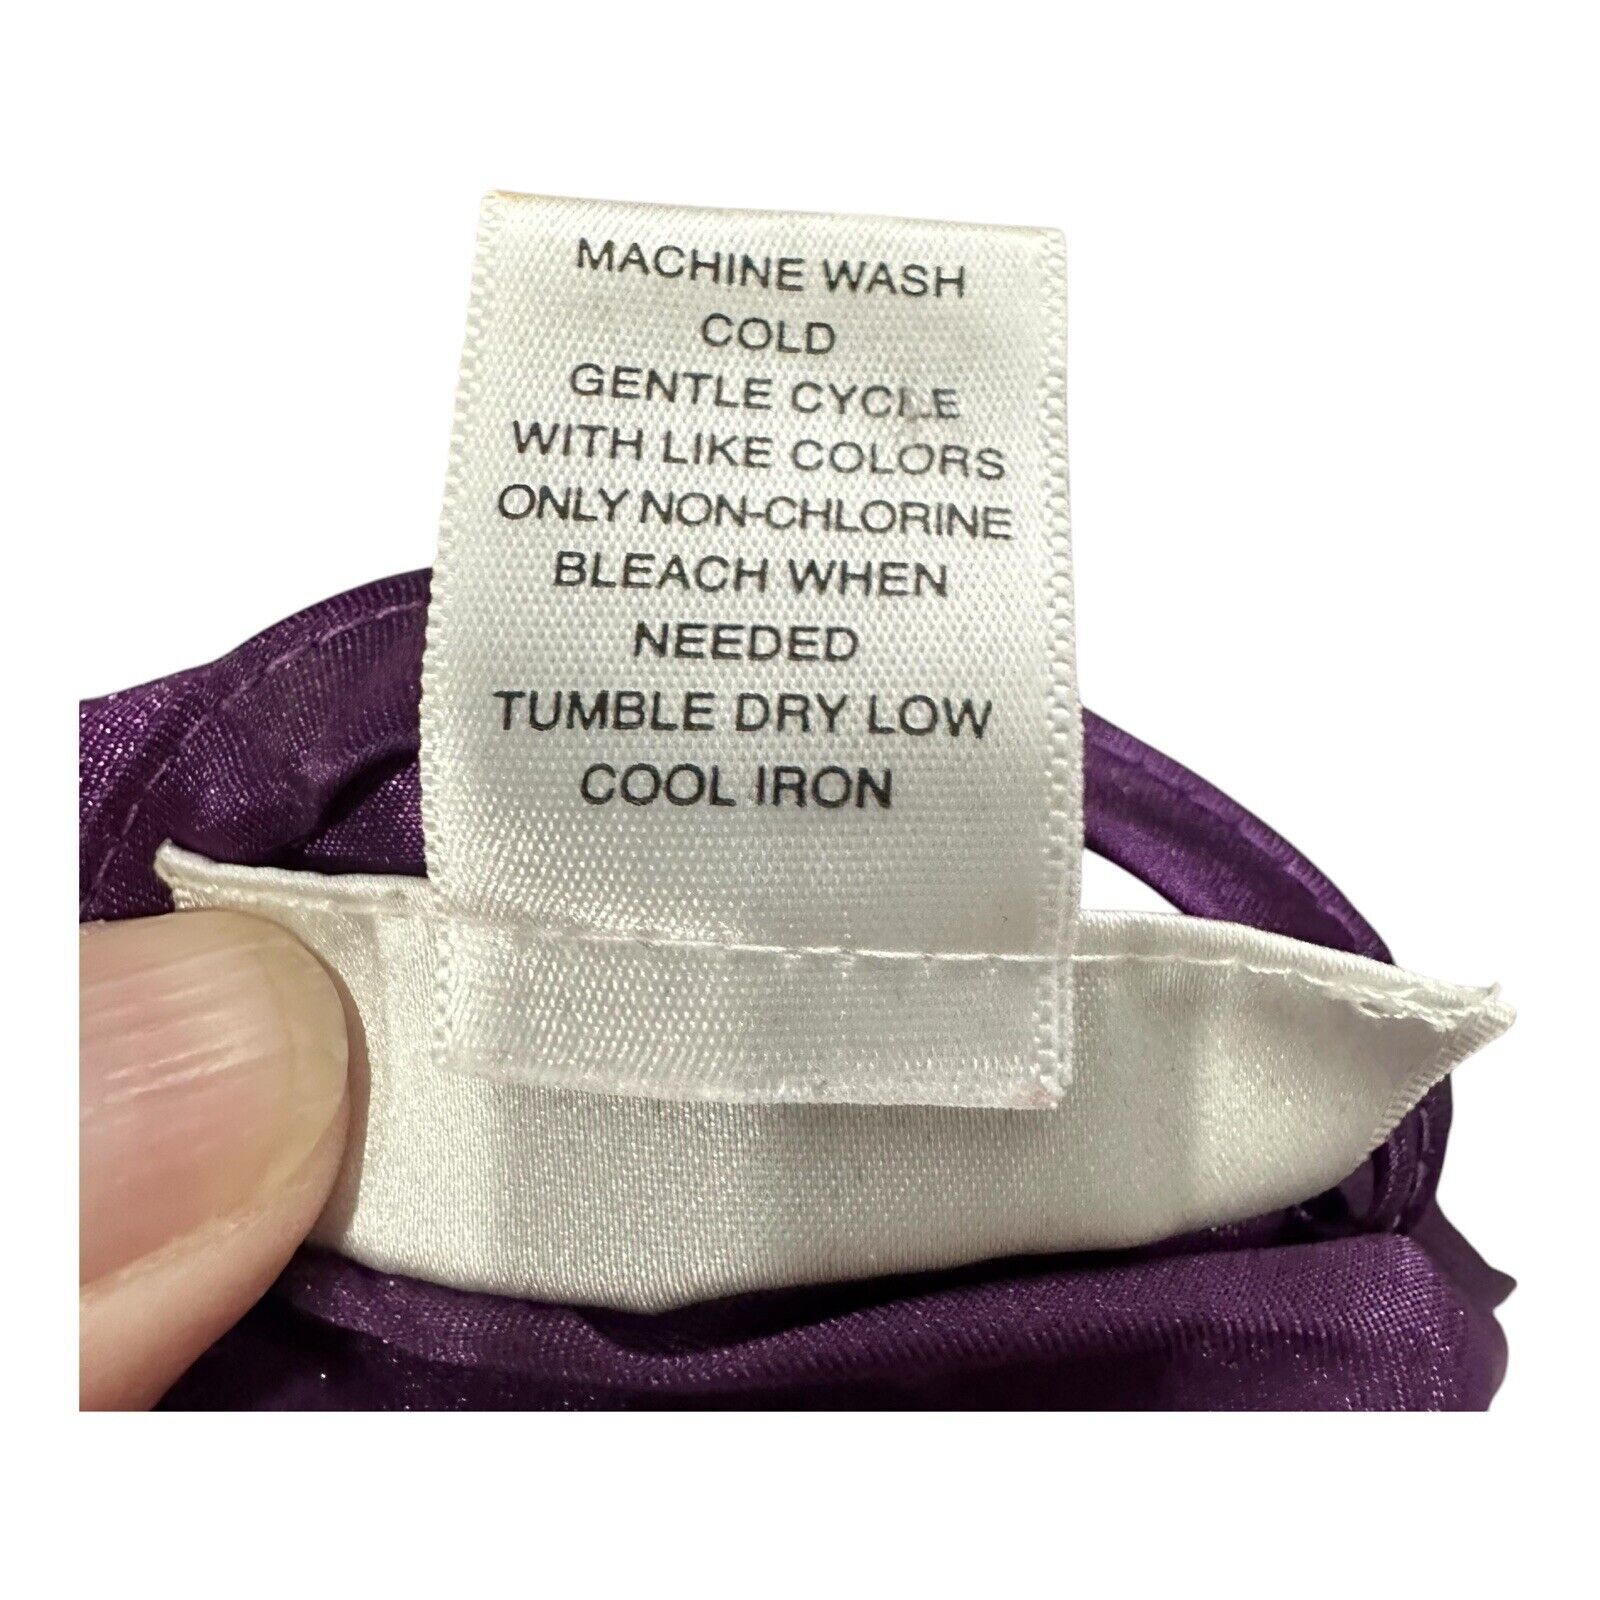 MACHINE WASH
COLD
GENTLE CYCLE
WITH LIKE COLORS
ONLY NON-CHLORINE
BLEACH WHEN
NEEDED
TUMBLE DRY LOW
COOL IRON